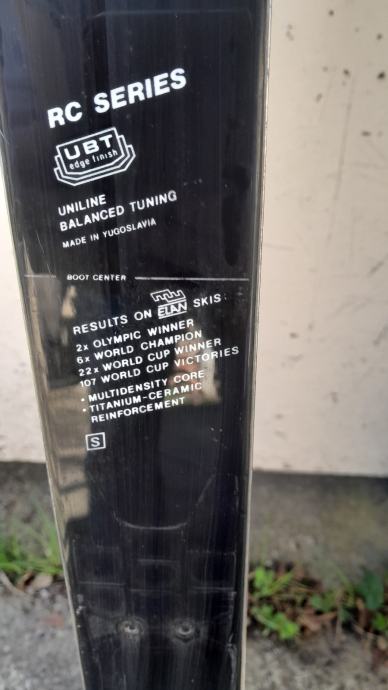 RC SERIES
UBT
edge finish
UNILINE
BALANCED TUNING
MADE IN YUGOSLAVIA
BOOT CENTER
RESULTS ON ELAN SKIS:
2x OLYMPIC WINNER
6x WORLD CHAMPION
22x WORLD CUP WINNER
107 WORLD CUP VICTORIES
• MULTIDENSITY CORE
• TITANIUM-CERAMIC
REINFORCEMENT
S